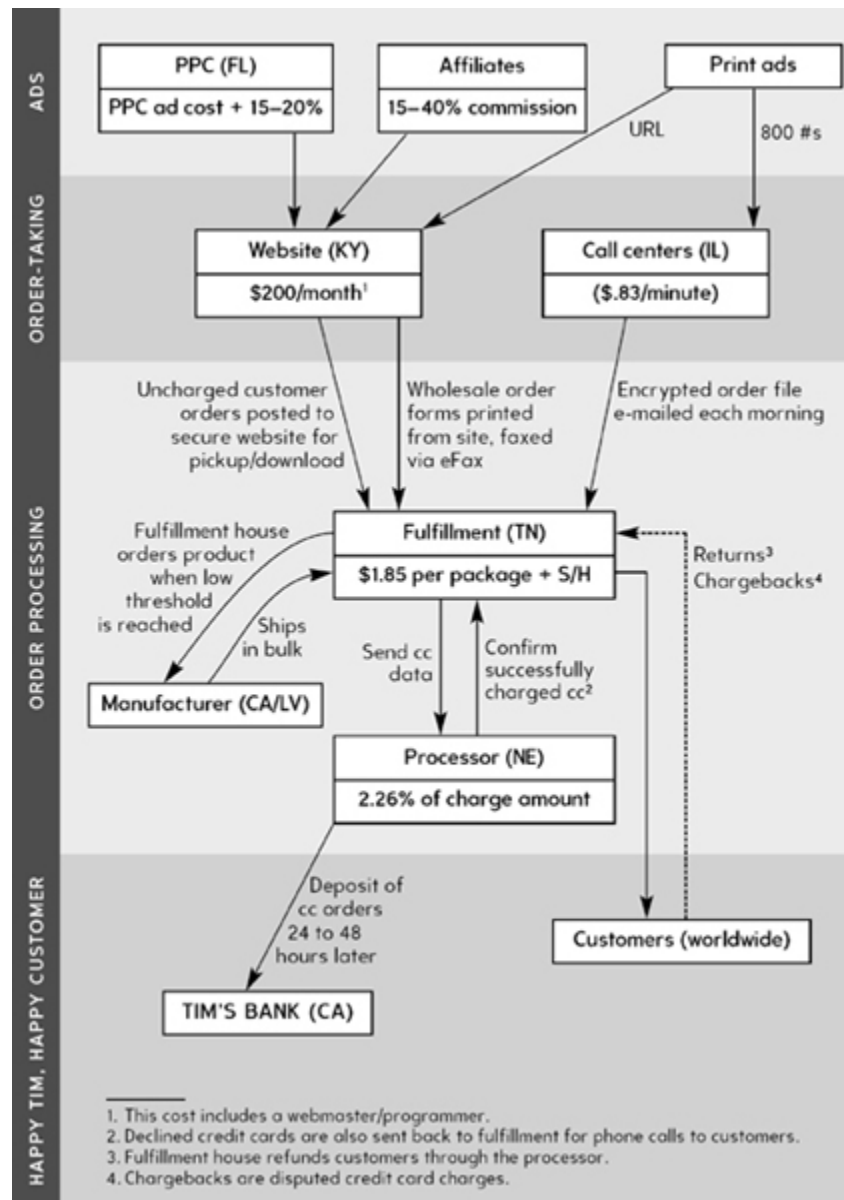 ADS
PPC (FL)
PPC ad cost + 15–20%
Affiliates
15–40% commission
Print ads
URL
800 #s
ORDER-TAKING
Website (KY)
$200/month¹
Call centers (IL)
($.83/minute)
ORDER PROCESSING
Uncharged customer
orders posted to
secure website for
pickup/download
Wholesale order
forms printed
from site, faxed
via eFax
Encrypted order file
e-mailed each morning
Fulfillment (TN)
$1.85 per package + S/H
Fulfillment house
orders product
when low
threshold
is reached
Ships
in bulk
Manufacturer (CA/LV)
Send cc
data
Confirm
successfully
charged cc²
Returns³
Chargebacks⁴
Processor (NE)
2.26% of charge amount
HAPPY TIM, HAPPY CUSTOMER
Deposit of
cc orders
24 to 48
hours later
Customers (worldwide)
TIM'S BANK (CA)
1. This cost includes a webmaster/programmer.
2. Declined credit cards are also sent back to fulfillment for phone calls to customers.
3. Fulfillment house refunds customers through the processor.
4. Chargebacks are disputed credit card charges.